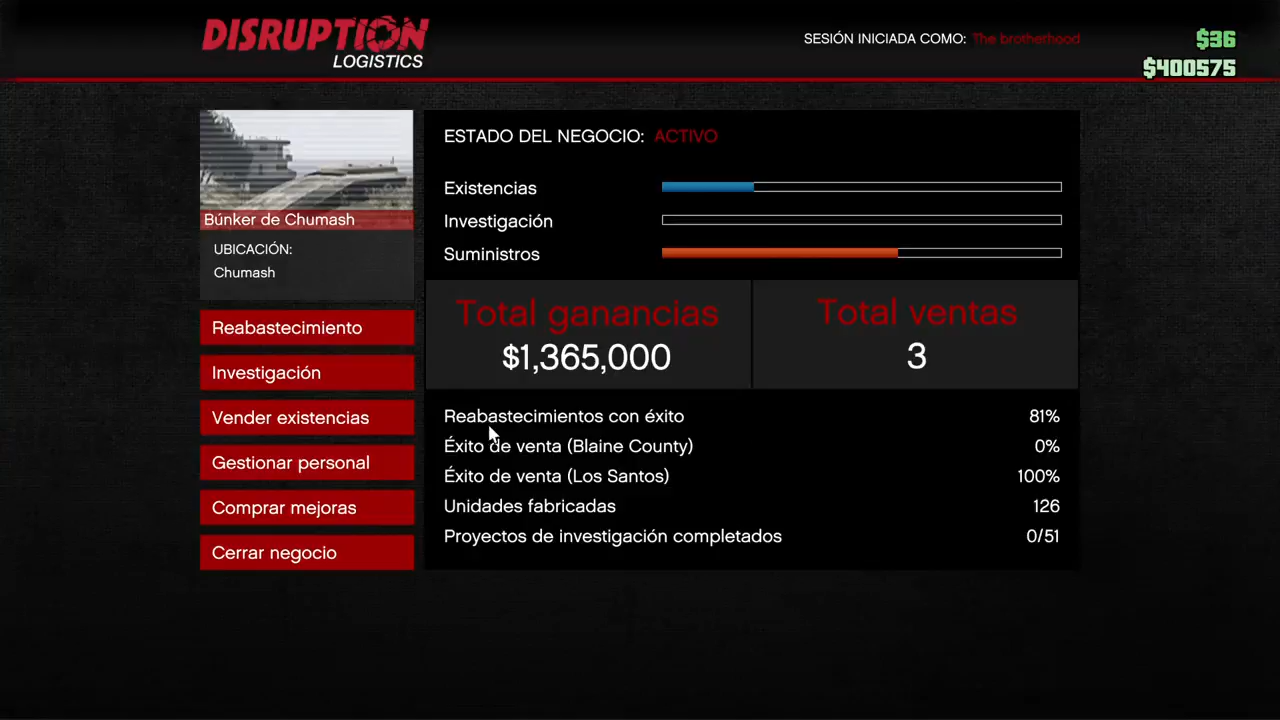 DISRUPTION
LOGISTICS
SESIÓN INICIADA COMO: The brotherhood
$36
$400575
Búnker de Chumash
UBICACIÓN:
Chumash
Reabastecimiento
Investigación
Vender existencias
Gestionar personal
Comprar mejoras
Cerrar negocio
ESTADO DEL NEGOCIO: ACTIVO
Existencias
Investigación
Suministros
Total ganancias
$1,365,000
Total ventas
3
Reabastecimientos con éxito 81%
Éxito de venta (Blaine County) 0%
Éxito de venta (Los Santos) 100%
Unidades fabricadas 126
Proyectos de investigación completados 0/51